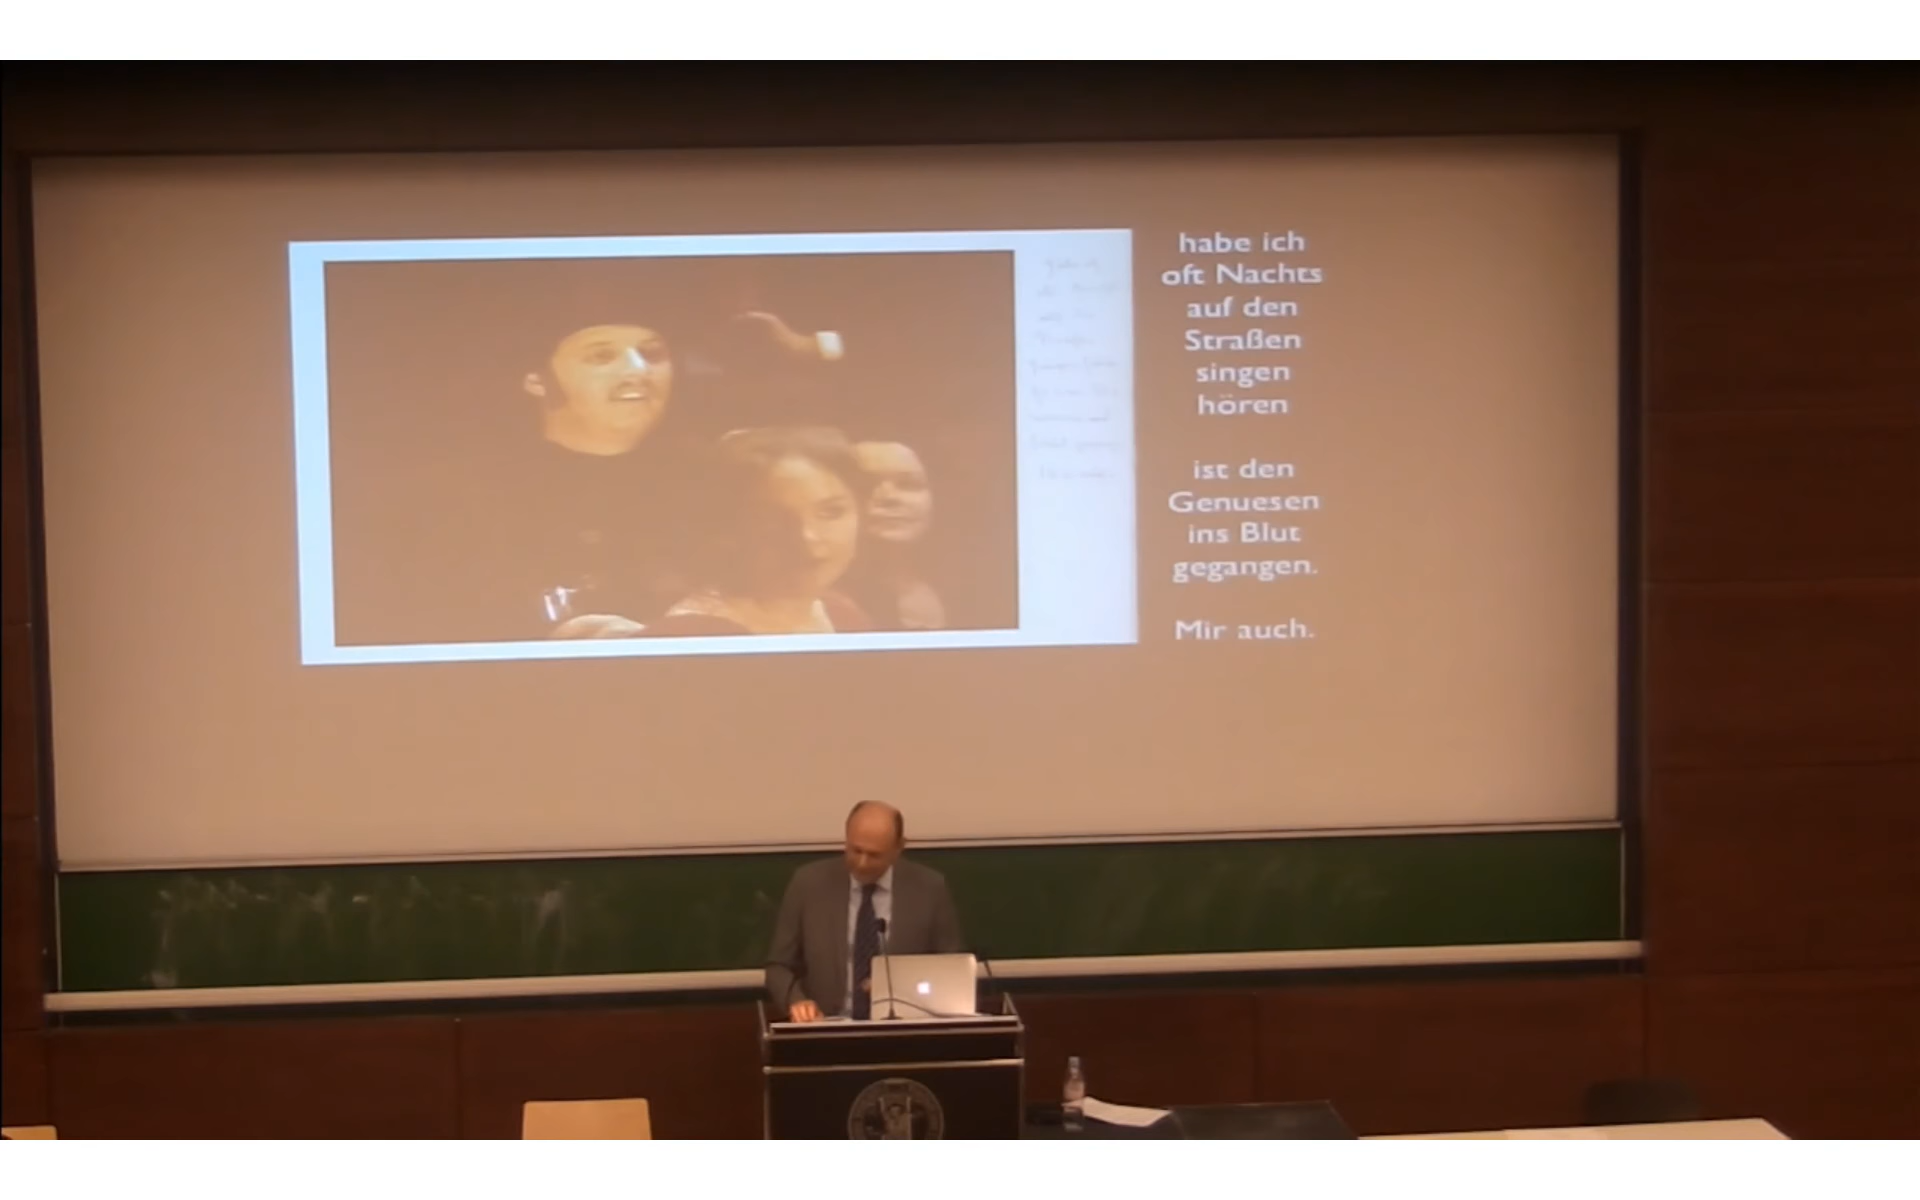 habe ich
oft Nachts
auf den
Straßen
singen
hören
ist den
Genuesen
ins Blut
gegangen.
Mir auch.